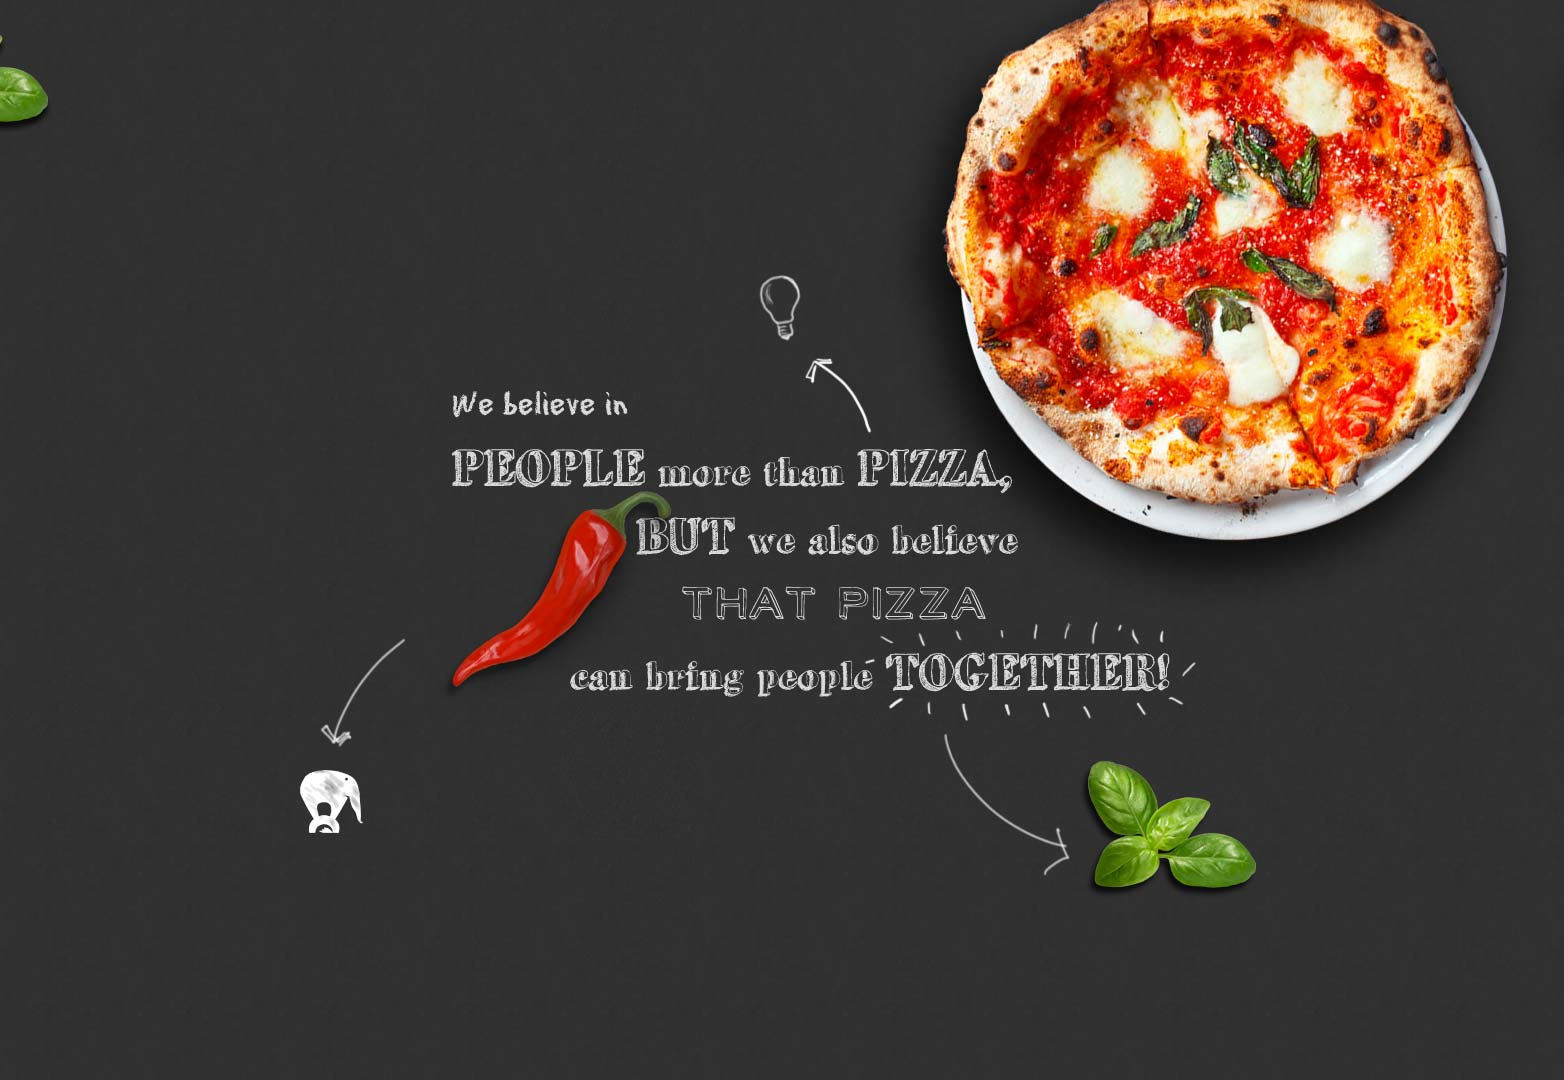 We believe in
PEOPLE more than PIZZA,
BUT we also believe
THAT PIZZA
can bring people TOGETHER!